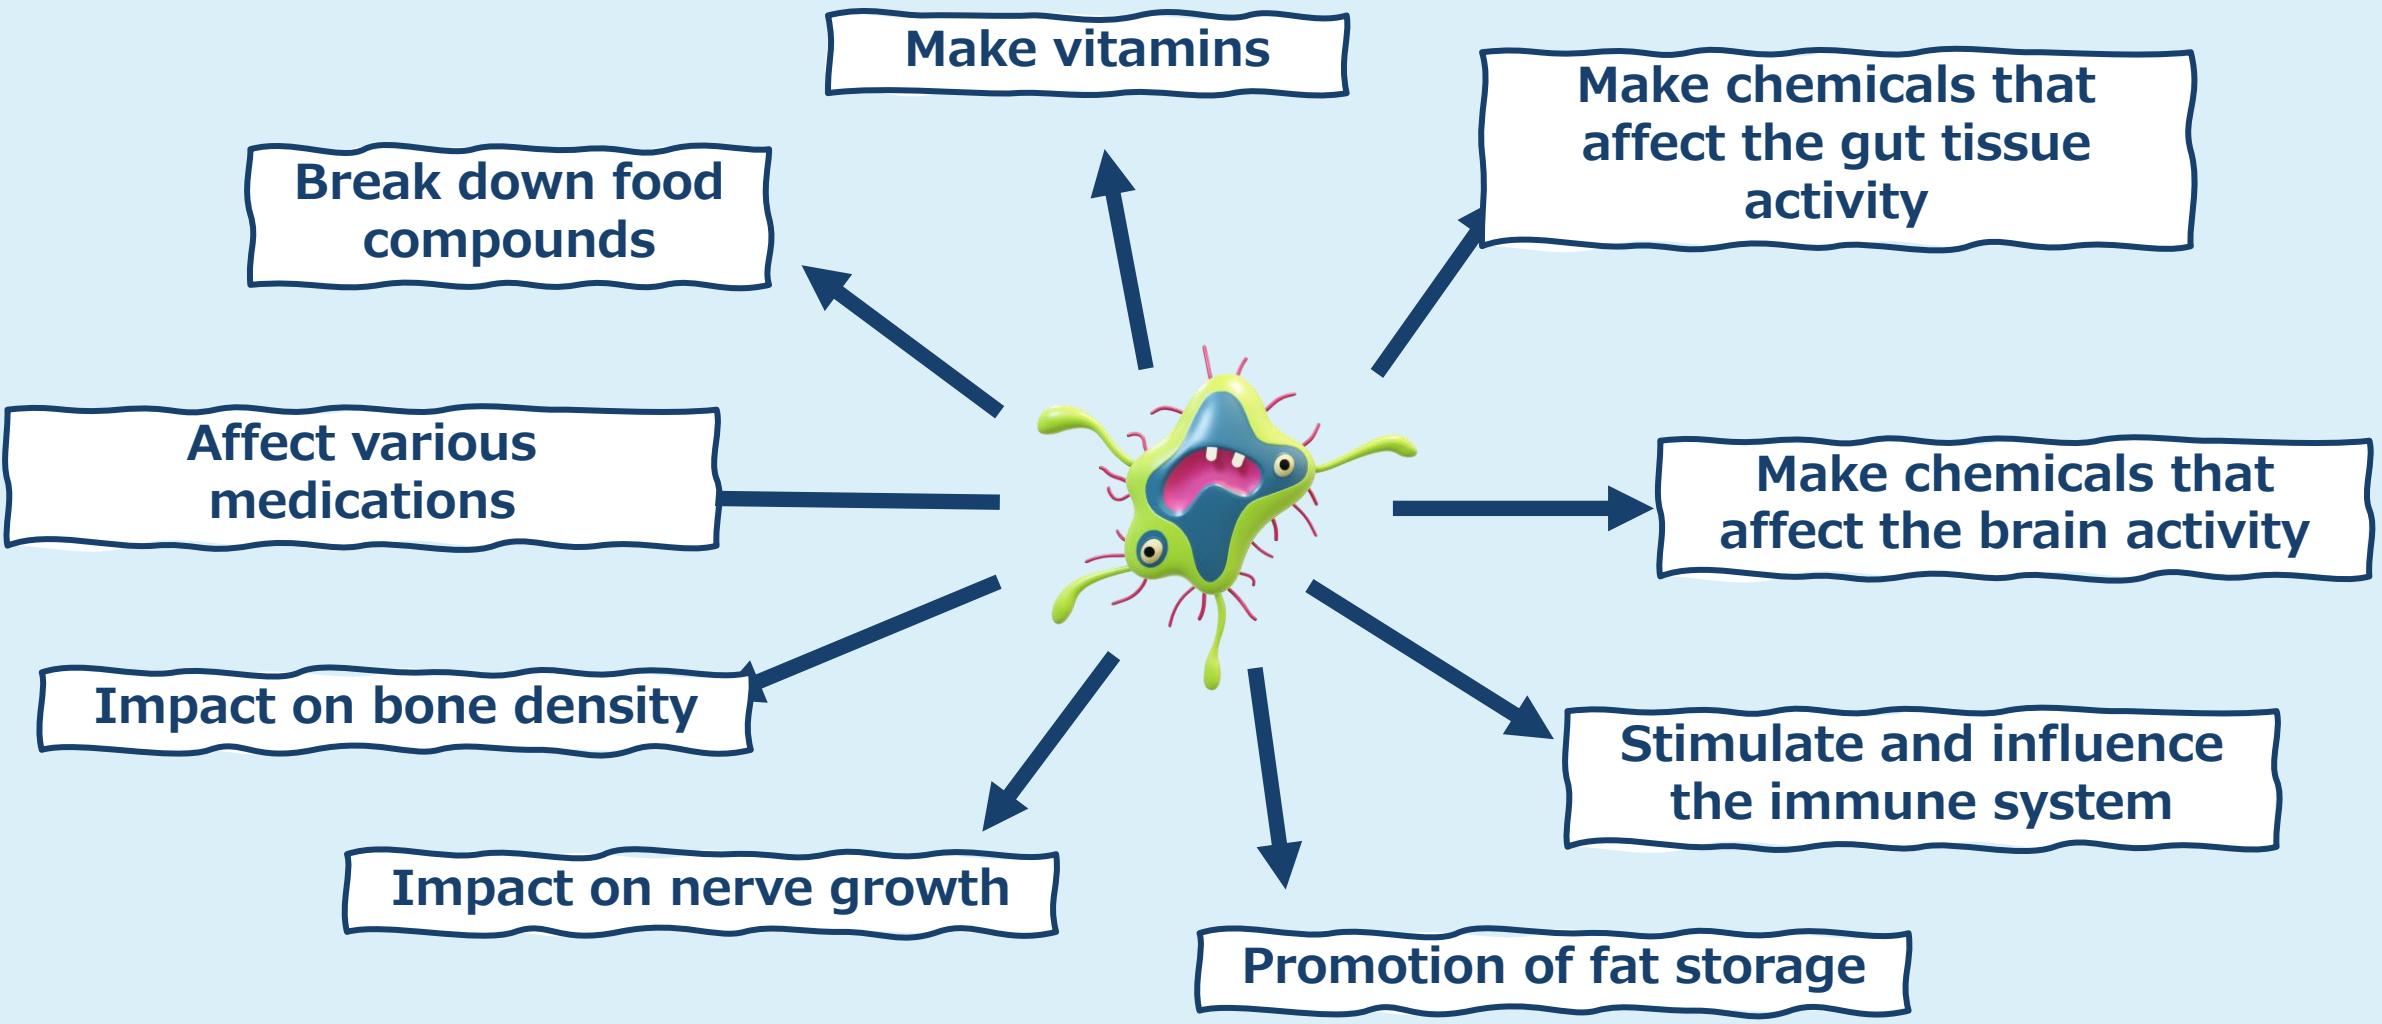 Make vitamins
Make chemicals that
affect the gut tissue
activity
Break down food
compounds
Affect various
medications
Make chemicals that
affect the brain activity
Impact on bone density
Stimulate and influence
the immune system
Impact on nerve growth
Promotion of fat storage